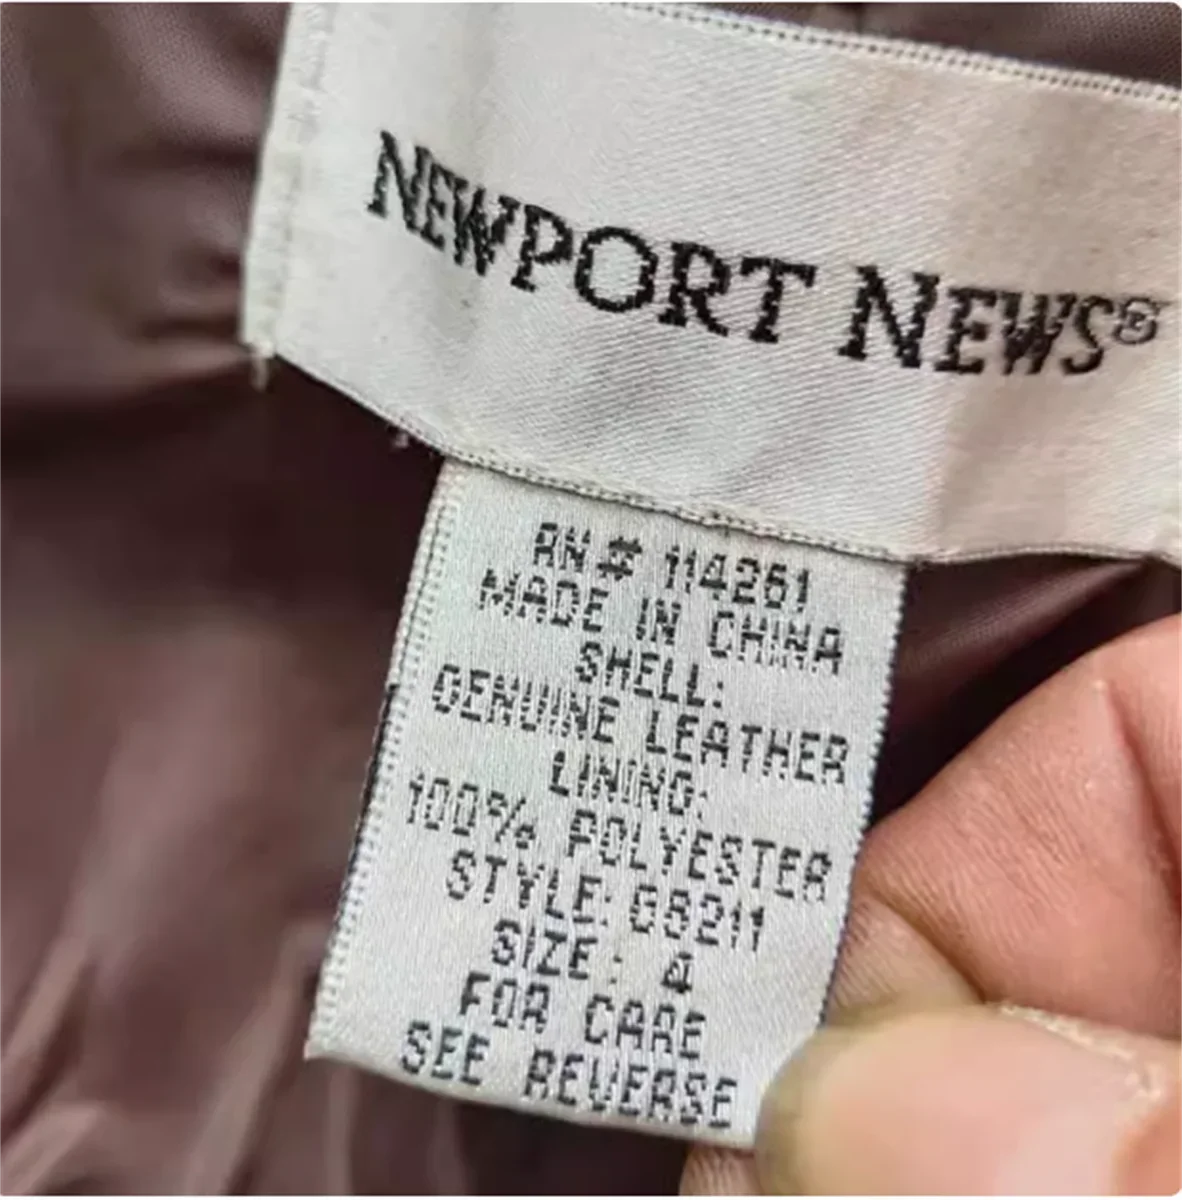 NEWPORT NEWS®
RN# 114261
MADE IN CHINA
SHELL:
GENUINE LEATHER
LINING:
100% POLYESTER
STYLE: G8211
SIZE: 4
FOR CARE
SEE REVERSE